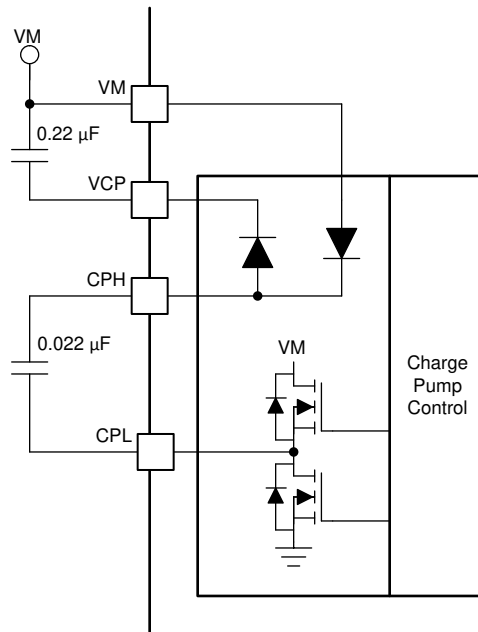 VM
VM
0.22 µF
VCP
CPH
0.022 µF
VM
Charge
Pump
Control
CPL